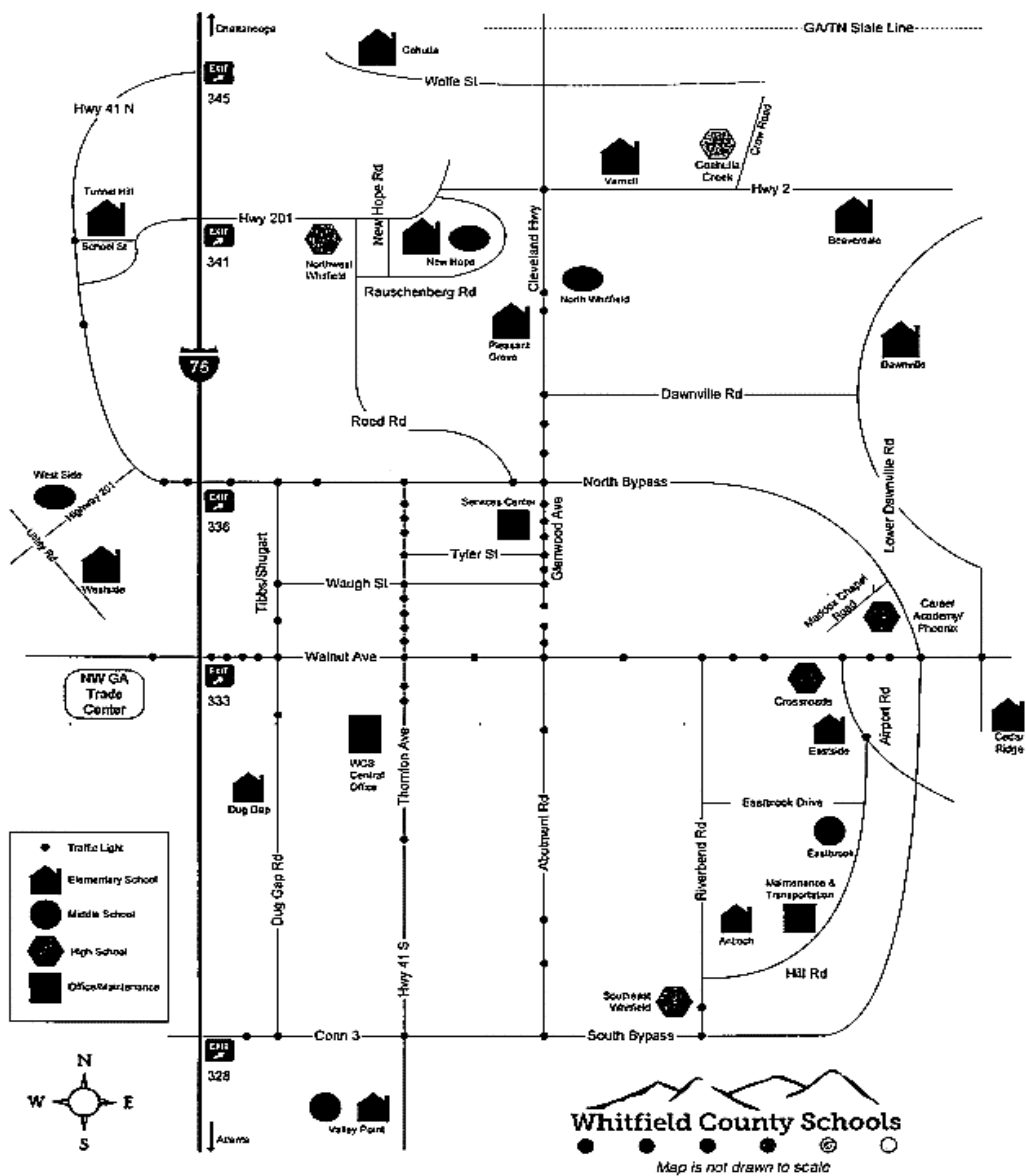 Chattanooga
GA/TN State Line
Cohutta
EXIT
345
Wolfe St
Hwy 41 N
Crow Road
Coahulla
Creek
Varnell
Hwy 2
Tunnel Hill
School St
Hwy 201
New Hope Rd
EXIT
341
Northwest
Whitfield
New Hope
Rauschenberg Rd
Cleveland Hwy
Beaverdale
North Whitfield
Pleasant
Grove
Dawnville
75
Dawnville Rd
Reed Rd
Lower Dawnville Rd
West Side
Highway 201
Utility Rd
Westside
EXIT
336
North Bypass
Services Center
Tyler St
Glenwood Ave
Tibbs/Shugart
Waugh St
Maddox Chapel
Road
Career
Academy/
Phoenix
Walnut Ave
NW GA
Trade
Center
EXIT
333
Crossroads
Eastside
Airport Rd
Cedar
Ridge
WCS
Central
Office
Thornton Ave
Dug Gap
Dug Gap Rd
Hwy 41 S
Abutment Rd
Riverbend Rd
Eastbrook Drive
Eastbrook
Maintenance &
Transportation
Antioch
Hill Rd
Southeast
Whitfield
Traffic Light
Elementary School
Middle School
High School
Office/Maintenance
Conn 3
South Bypass
EXIT
328
N
W E
S
Atlanta
Valley Point
Whitfield County Schools
Map is not drawn to scale